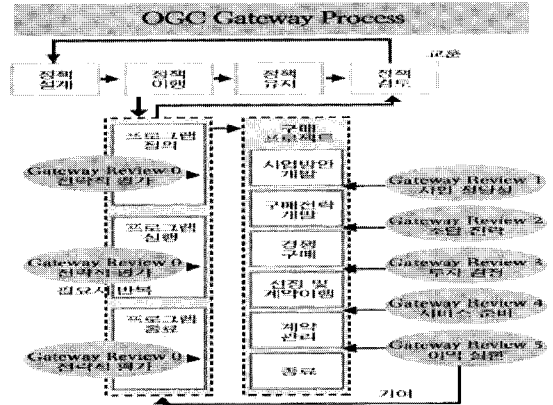 OGC Gateway Process
교훈
정책
설계
정책
이행
정책
유지
정책
검토
프로그램
정의
Gateway Review 0
전략적 평가
프로그램
실행
Gateway Review 0
전략적 평가
필요시 반복
프로그램
종료
Gateway Review 0
전략적 평가
구매
프로젝트
사업방안
개발
구매전략
개발
경쟁
구매
선정 및
계약이행
계약
관리
종료
Gateway Review 1
사업 정당성
Gateway Review 2
조달 전략
Gateway Review 3
투자 결정
Gateway Review 4
서비스 준비
Gateway Review 5
이익 실현
기여